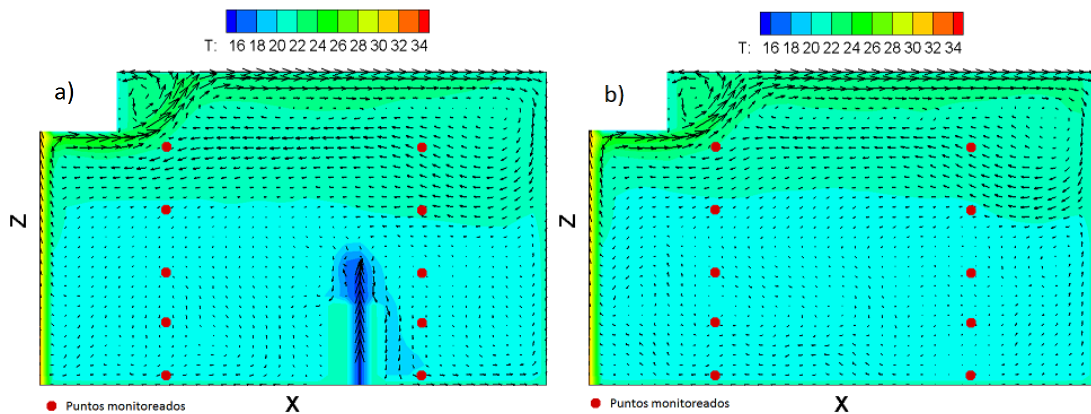 T: 16 18 20 22 24 26 28 30 32 34
a)
Z
X
Puntos monitoreados
T: 16 18 20 22 24 26 28 30 32 34
b)
Z
X
Puntos monitoreados